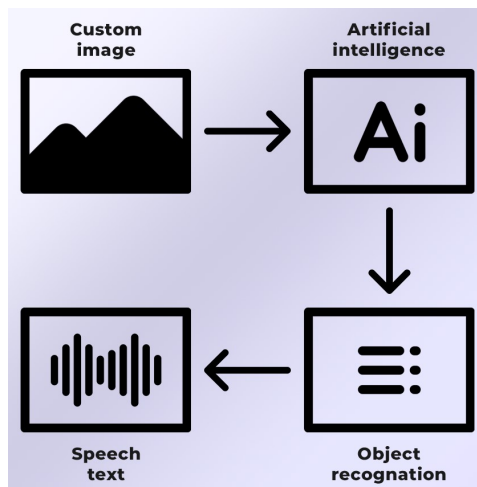 Custom
image
Artificial
intelligence
Ai
Speech
text
Object
recognation